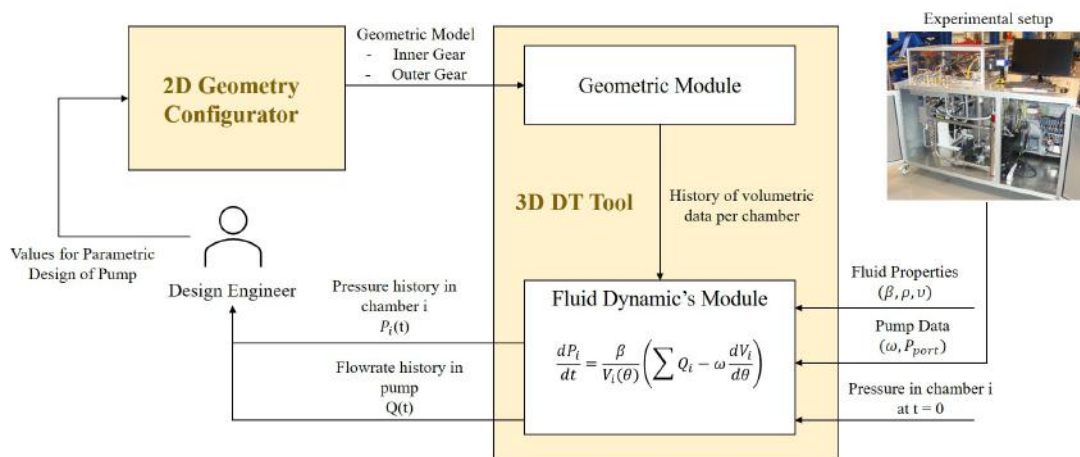 Experimental setup
Geometric Model
- Inner Gear
- Outer Gear
2D Geometry
Configurator
Geometric Module
3D DT Tool
History of volumetric
data per chamber
Values for Parametric
Design of Pump
Design Engineer
Pressure history in
chamber i
P_i(t)
Flowrate history in
pump
Q(t)
Fluid Dynamic's Module
dP_i/dt = β/V_i(θ) (∑ Q_i − ω dV_i/dθ)
Fluid Properties
(β, ρ, υ)
Pump Data
(ω, P_port)
Pressure in chamber i
at t = 0